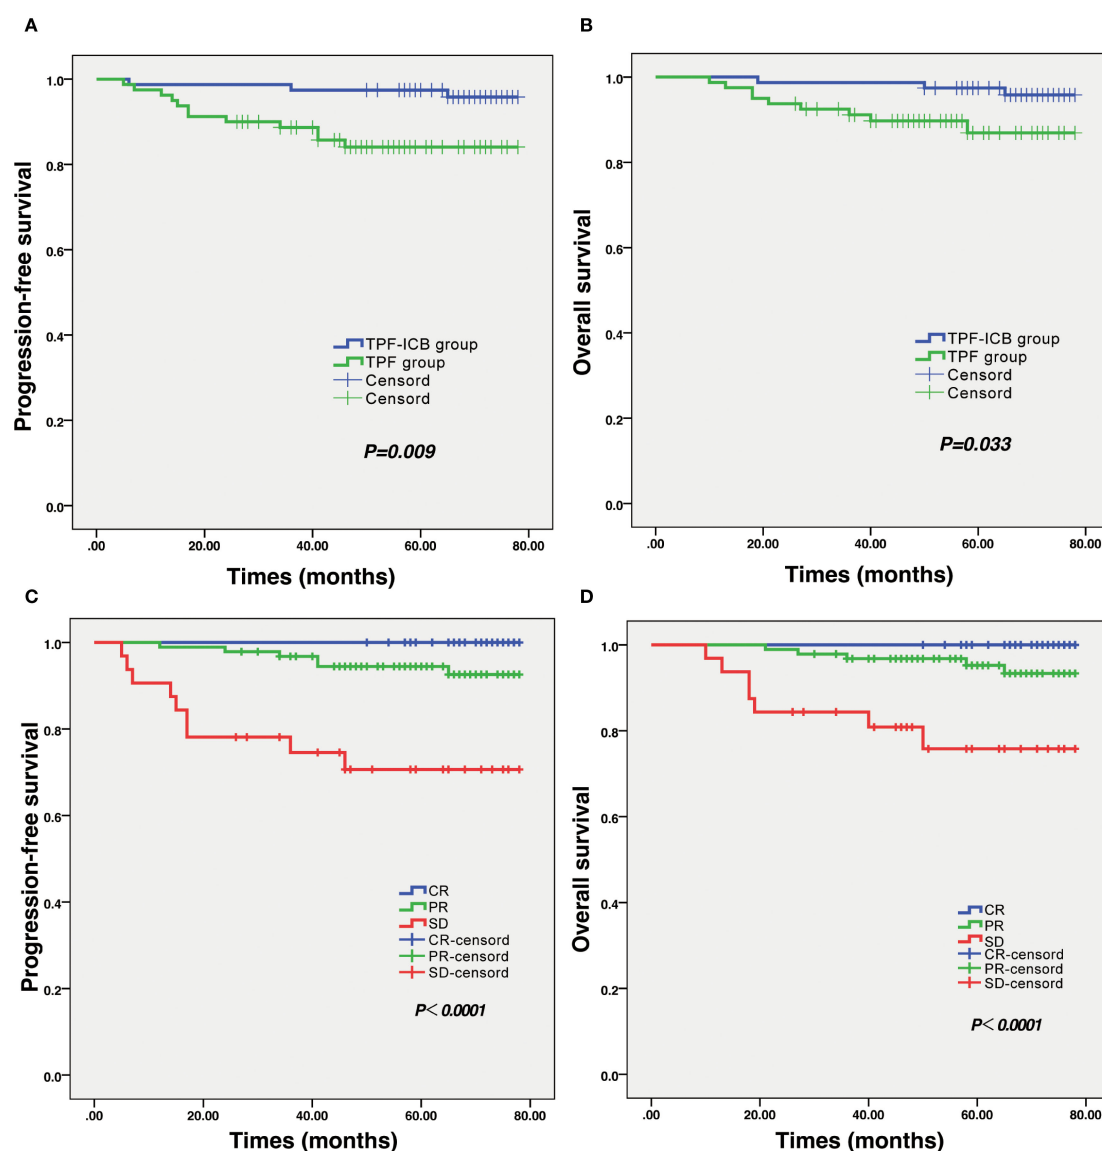 A
Progression-free survival
1.0
0.8
0.6
0.4
0.2
0.0
TPF-ICB group
TPF group
Censord
Censord
P=0.009
.00
20.00
40.00
60.00
80.00
Times (months)
B
Overall survival
1.0
0.8
0.6
0.4
0.2
0.0
TPF-ICB group
TPF group
Censord
Censord
P=0.033
.00
20.00
40.00
60.00
80.00
Times (months)
C
Progression-free survival
1.0
0.8
0.6
0.4
0.2
0.0
CR
PR
SD
CR-censord
PR-censord
SD-censord
P< 0.0001
.00
20.00
40.00
60.00
80.00
Times (months)
D
Overall survival
1.0
0.8
0.6
0.4
0.2
0.0
CR
PR
SD
CR-censord
PR-censord
SD-censord
P< 0.0001
.00
20.00
40.00
60.00
80.00
Times (months)